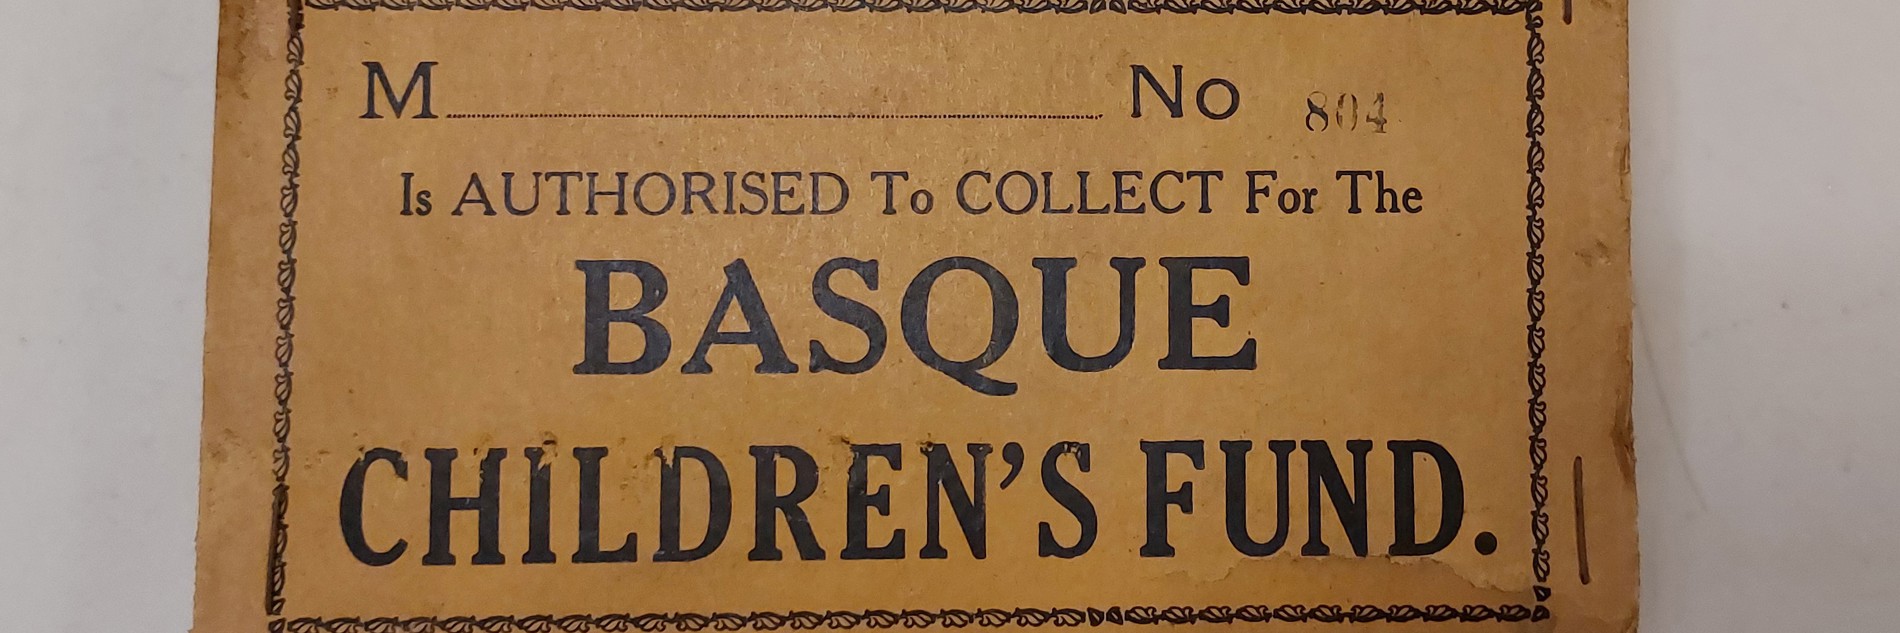 M No 804
Is AUTHORISED To COLLECT For The
BASQUE
CHILDREN'S FUND.